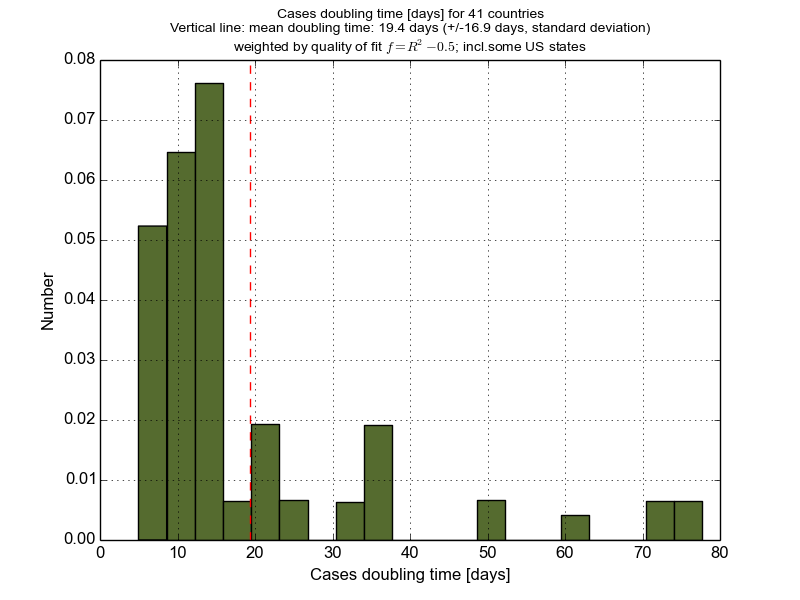 Cases doubling time [days] for 41 countries
Vertical line: mean doubling time: 19.4 days (+/-16.9 days, standard deviation)
weighted by quality of fit f = R² − 0.5; incl.some US states
0.08
0.07
0.06
0.05
0.04
0.03
0.02
0.01
0.00
Number
0 10 20 30 40 50 60 70 80
Cases doubling time [days]